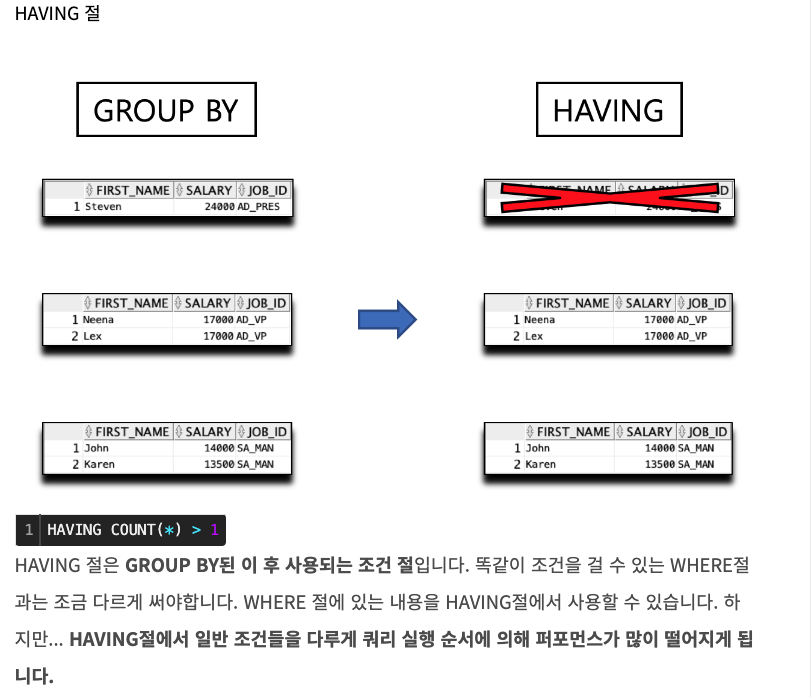 HAVING 절
GROUP BY
HAVING
FIRST_NAME SALARY JOB_ID
1 Steven 24000 AD_PRES
FIRST_NAME SALARY JOB_ID
1 Neena 17000 AD_VP
2 Lex 17000 AD_VP
FIRST_NAME SALARY JOB_ID
1 Neena 17000 AD_VP
2 Lex 17000 AD_VP
FIRST_NAME SALARY JOB_ID
1 John 14000 SA_MAN
2 Karen 13500 SA_MAN
FIRST_NAME SALARY JOB_ID
1 John 14000 SA_MAN
2 Karen 13500 SA_MAN
1 HAVING COUNT(*) > 1
HAVING 절은 GROUP BY된 이 후 사용되는 조건 절입니다. 똑같이 조건을 걸 수 있는 WHERE절
과는 조금 다르게 써야합니다. WHERE 절에 있는 내용을 HAVING절에서 사용할 수 있습니다. 하
지만... HAVING절에서 일반 조건들을 다루게 쿼리 실행 순서에 의해 퍼포먼스가 많이 떨어지게 됩
니다.